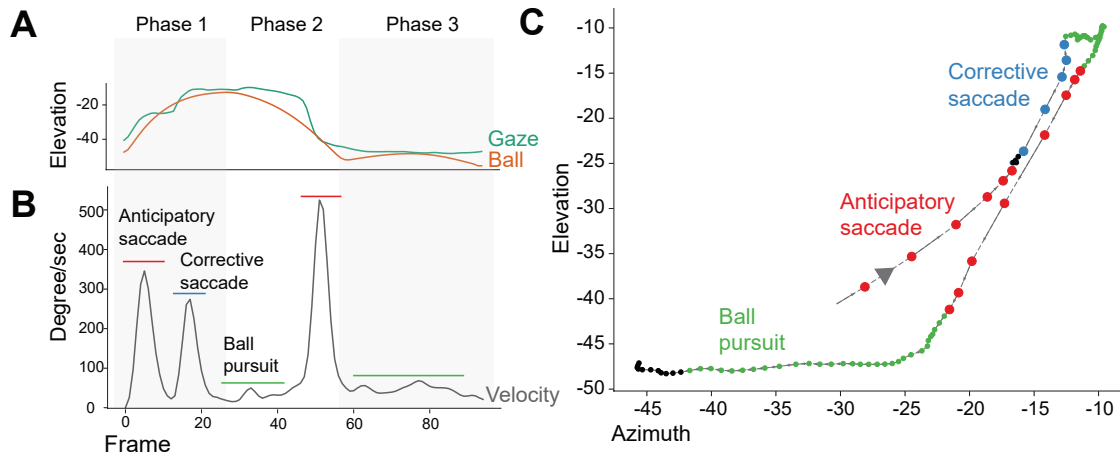 A
Phase 1
Phase 2
Phase 3
Elevation
-20
-40
Gaze
Ball
B
Degree/sec
500
400
300
200
100
0
Anticipatory
saccade
Corrective
saccade
Ball
pursuit
Velocity
0
20
40
60
80
Frame
C
Elevation
-10
-15
-20
-25
-30
-35
-40
-45
-50
Corrective
saccade
Anticipatory
saccade
Ball
pursuit
-45
-40
-35
-30
-25
-20
-15
-10
Azimuth